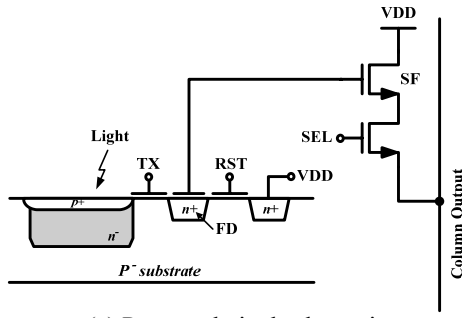 VDD
SF
SEL
Light
TX
RST
VDD
p+
n+
n+
FD
n-
P- substrate
Column Output